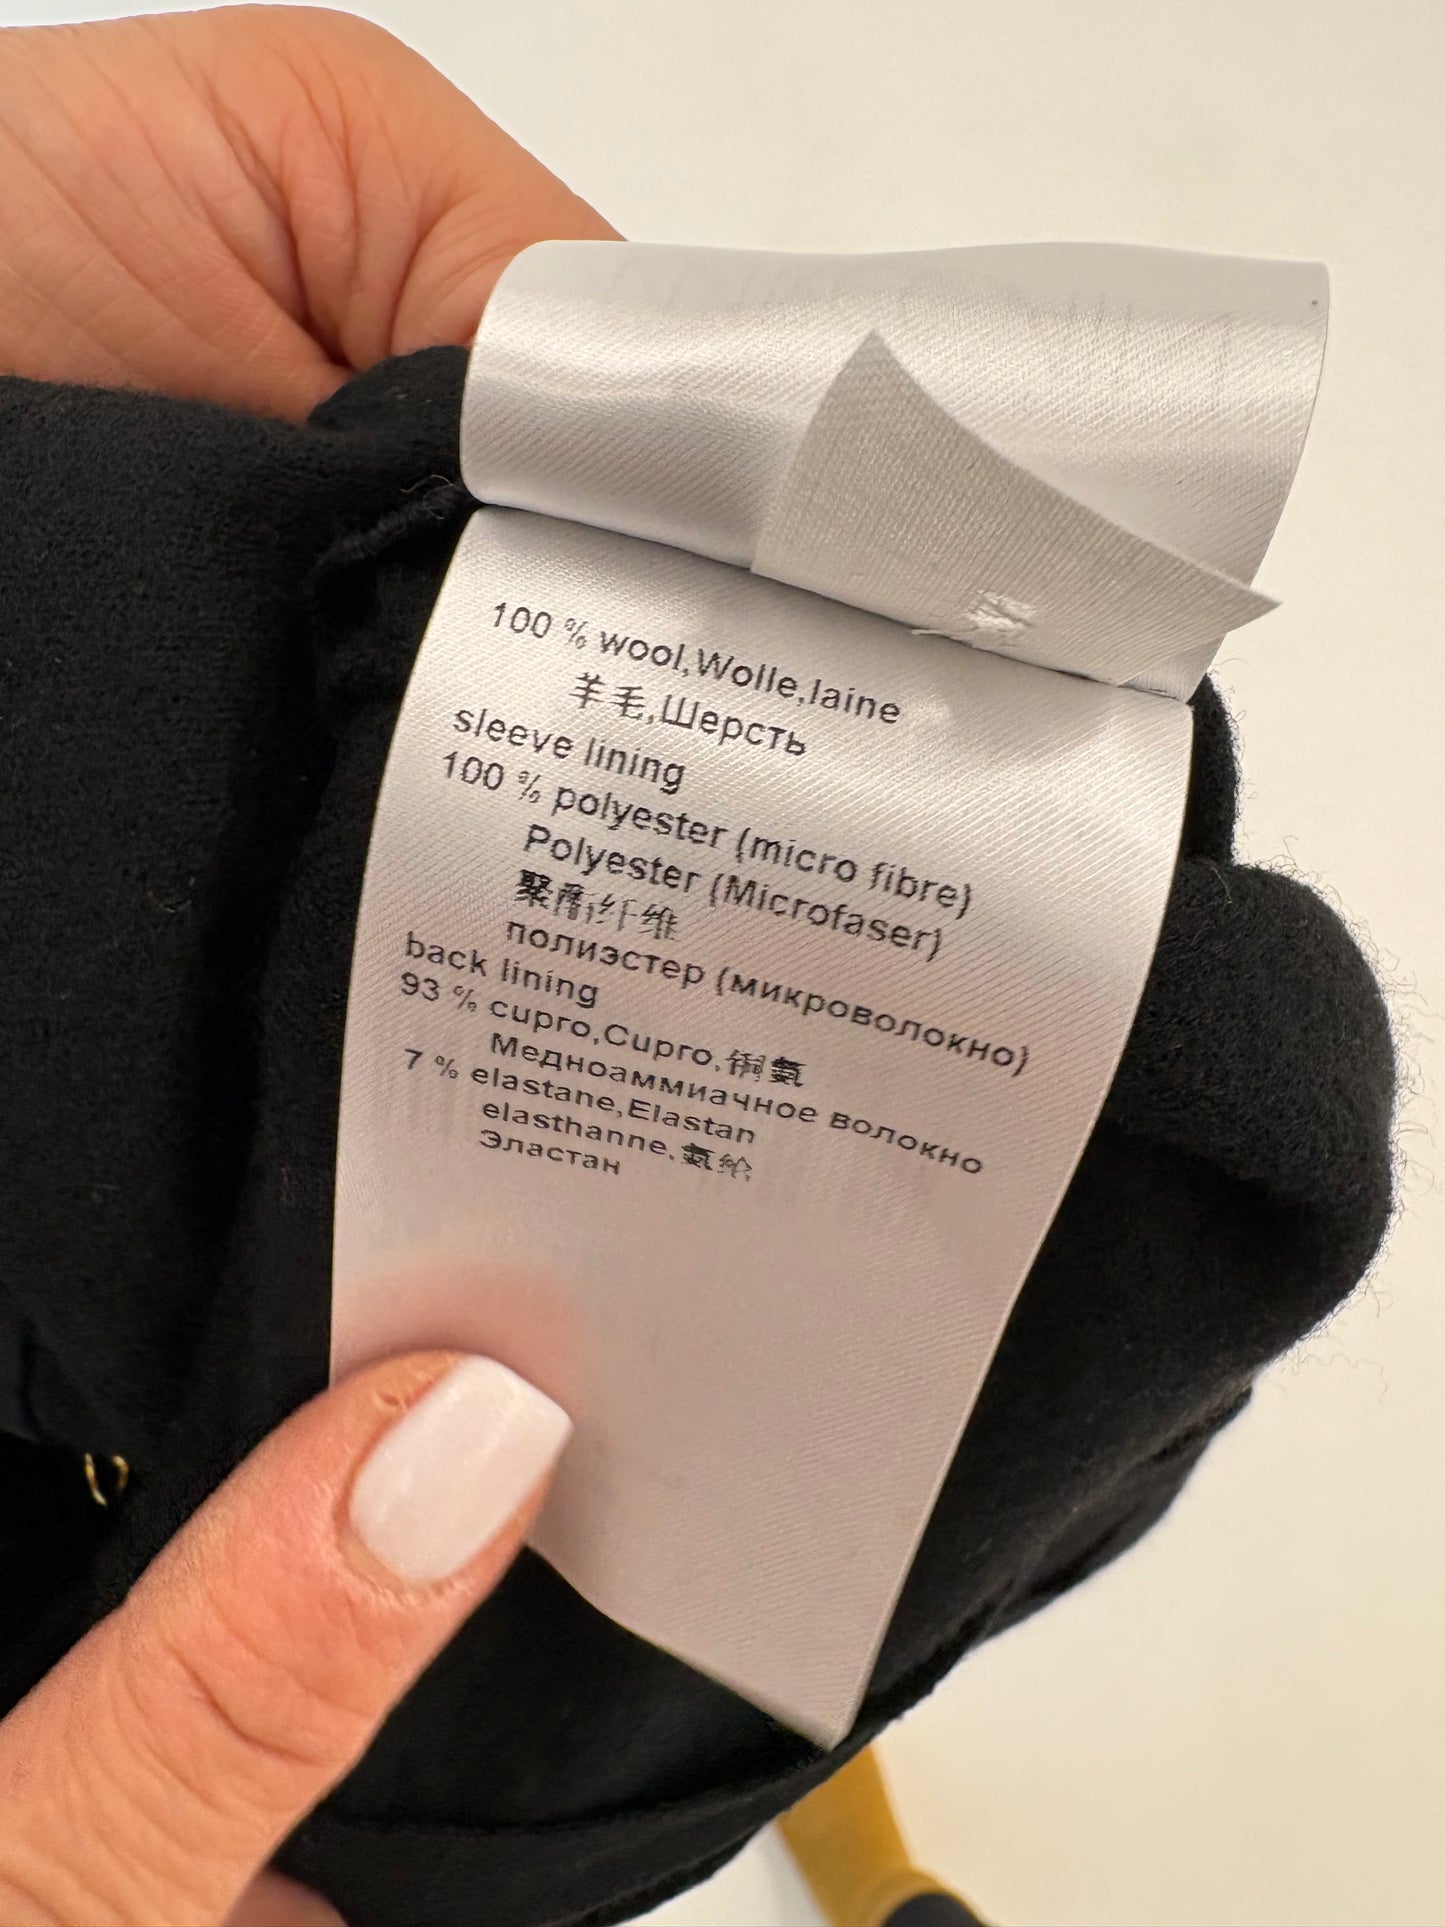 100 % wool,Wolle,laine
羊毛,Шерсть
sleeve lining
100 % polyester (micro fibre)
Polyester (Microfaser)
聚酯纤维
полиэстер (микроволокно)
back lining
93 % cupro,Cupro,铜氨
Медноаммиачное волокно
7 % elastane,Elastan
elasthanne,氨纶
Эластан